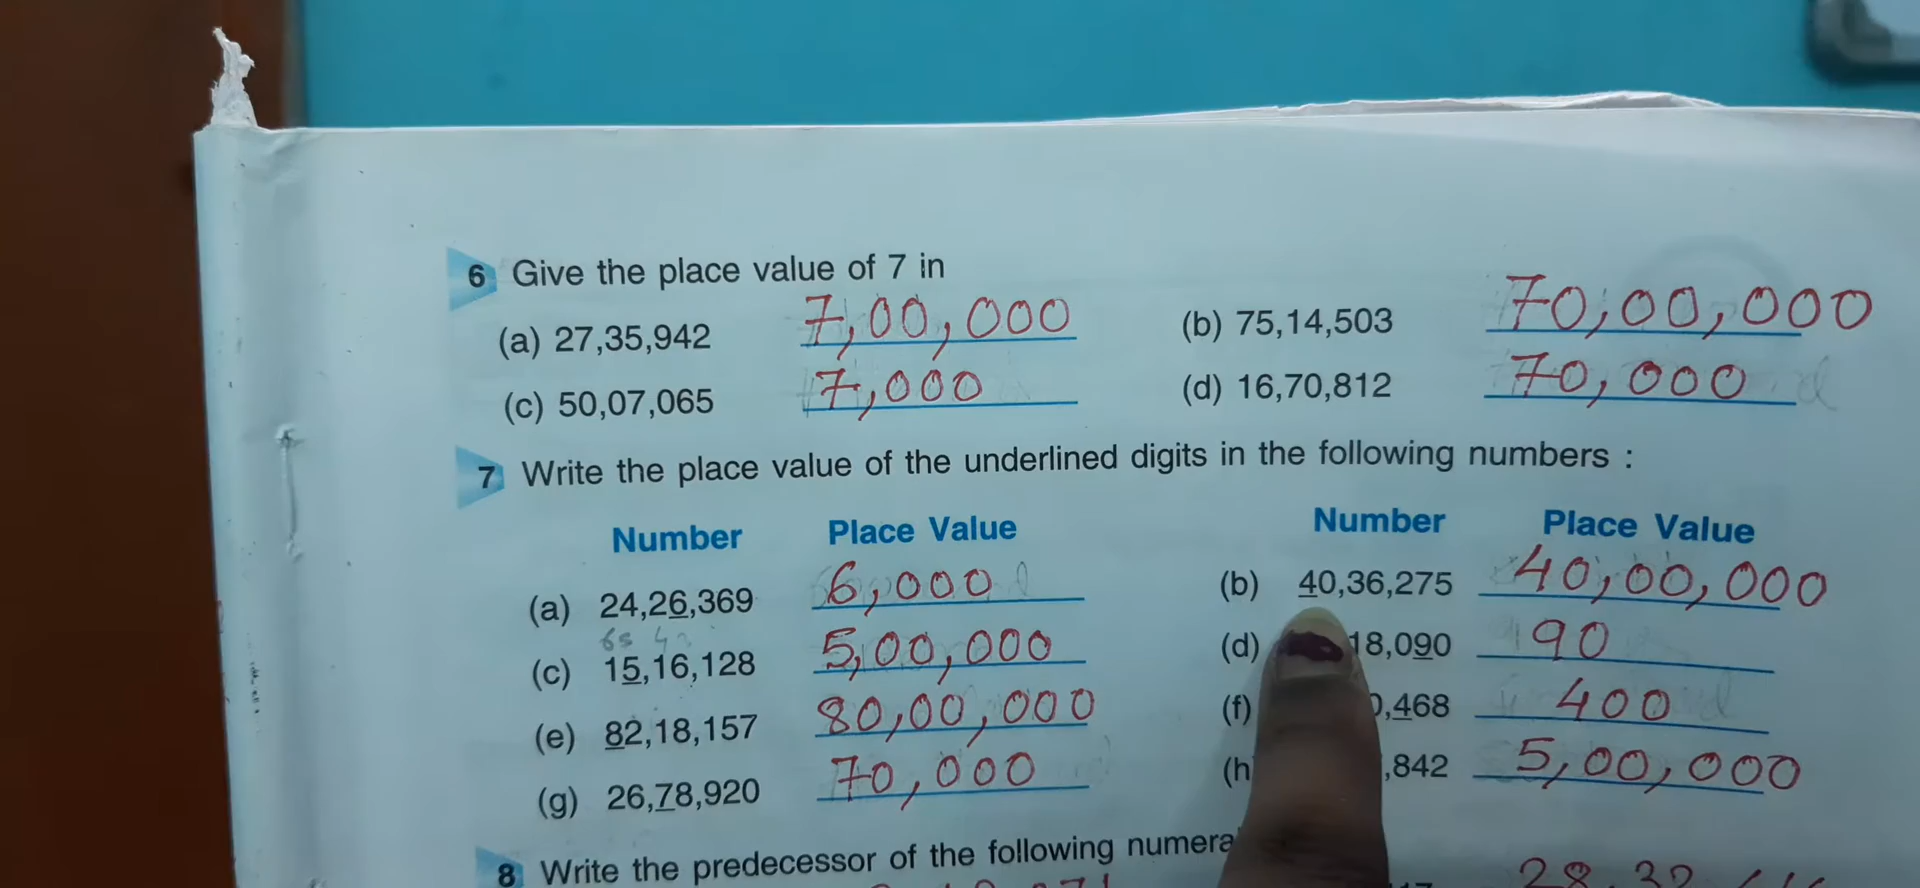 6 Give the place value of 7 in
(a) 27,35,942 7,00,000 (b) 75,14,503 70,00,000
(c) 50,07,065 7,000 (d) 16,70,812 70,000
7 Write the place value of the underlined digits in the following numbers :
Number Place Value Number Place Value
(a) 24,26,369 6,000 (b) 40,36,275 40,00,000
(c) 15,16,128 5,00,000 (d) 18,090 90
(e) 82,18,157 80,00,000 (f) ,468 400
(g) 26,78,920 70,000 (h ,842 5,00,000
8 Write the predecessor of the following numera